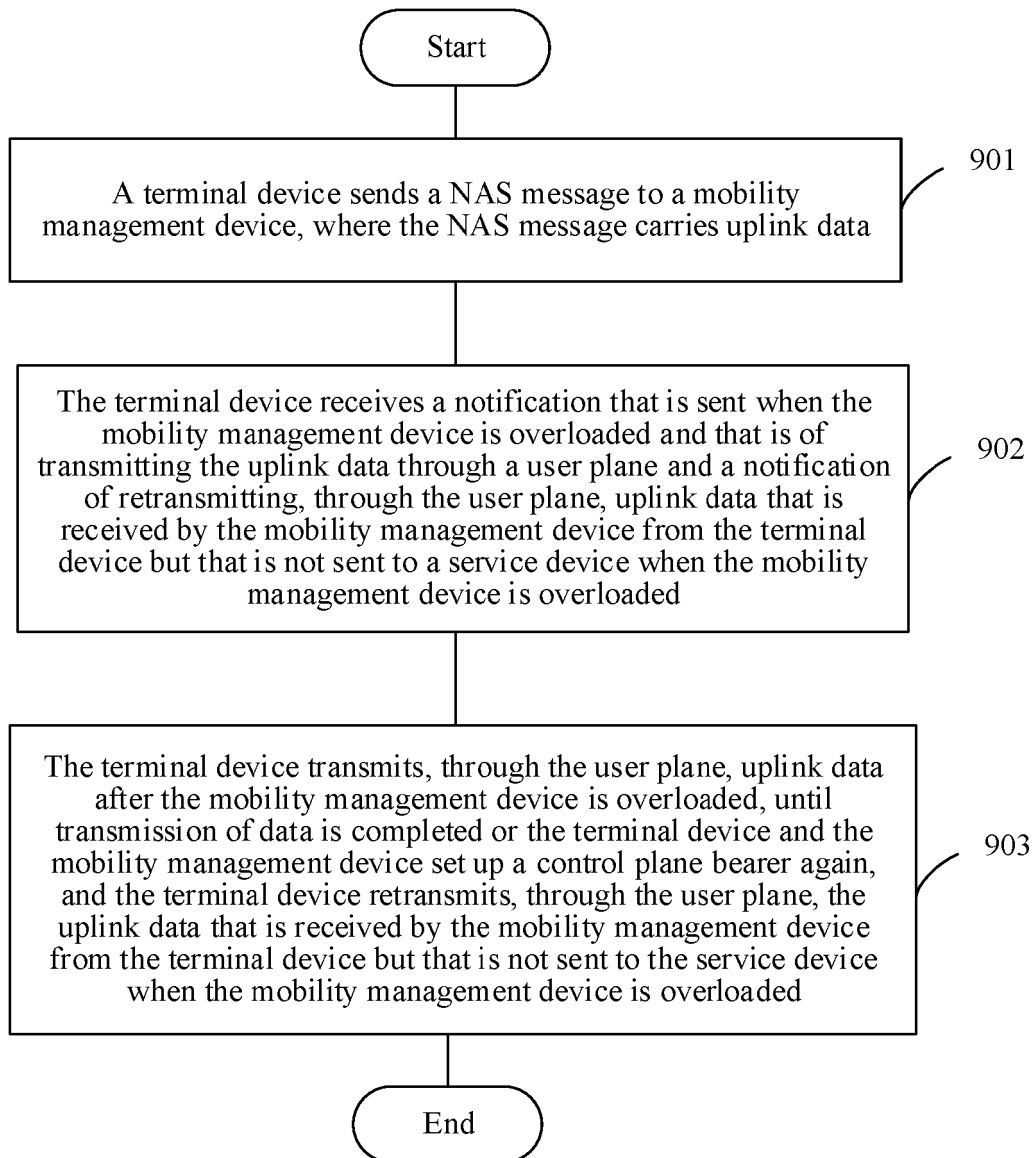 Start
A terminal device sends a NAS message to a mobility
management device, where the NAS message carries uplink data
901
The terminal device receives a notification that is sent when the
mobility management device is overloaded and that is of
transmitting the uplink data through a user plane and a notification
of retransmitting, through the user plane, uplink data that is
received by the mobility management device from the terminal
device but that is not sent to a service device when the mobility
management device is overloaded
902
The terminal device transmits, through the user plane, uplink data
after the mobility management device is overloaded, until
transmission of data is completed or the terminal device and the
mobility management device set up a control plane bearer again,
and the terminal device retransmits, through the user plane, the
uplink data that is received by the mobility management device
from the terminal device but that is not sent to the service device
when the mobility management device is overloaded
903
End